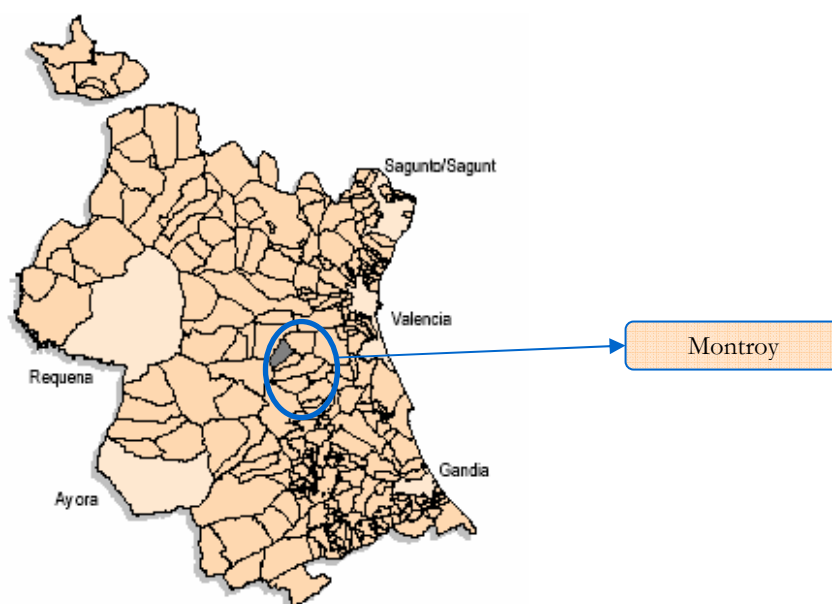 Sagunto/Sagunt
Valencia
Montroy
Requena
Gandia
Ayora